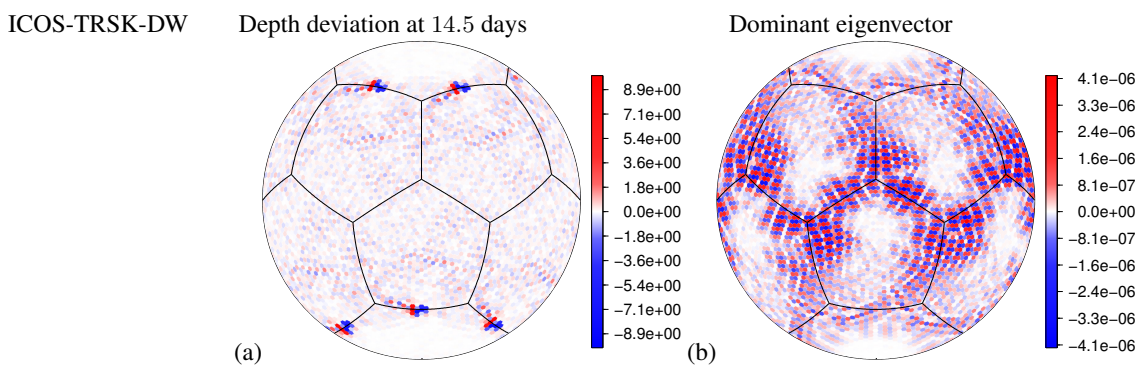 ICOS-TRSK-DW Depth deviation at 14.5 days Dominant eigenvector
8.9e+00
7.1e+00
5.4e+00
3.6e+00
1.8e+00
0.0e+00
−1.8e+00
−3.6e+00
−5.4e+00
−7.1e+00
−8.9e+00
(a)
4.1e−06
3.3e−06
2.4e−06
1.6e−06
8.1e−07
0.0e+00
−8.1e−07
−1.6e−06
−2.4e−06
−3.3e−06
−4.1e−06
(b)